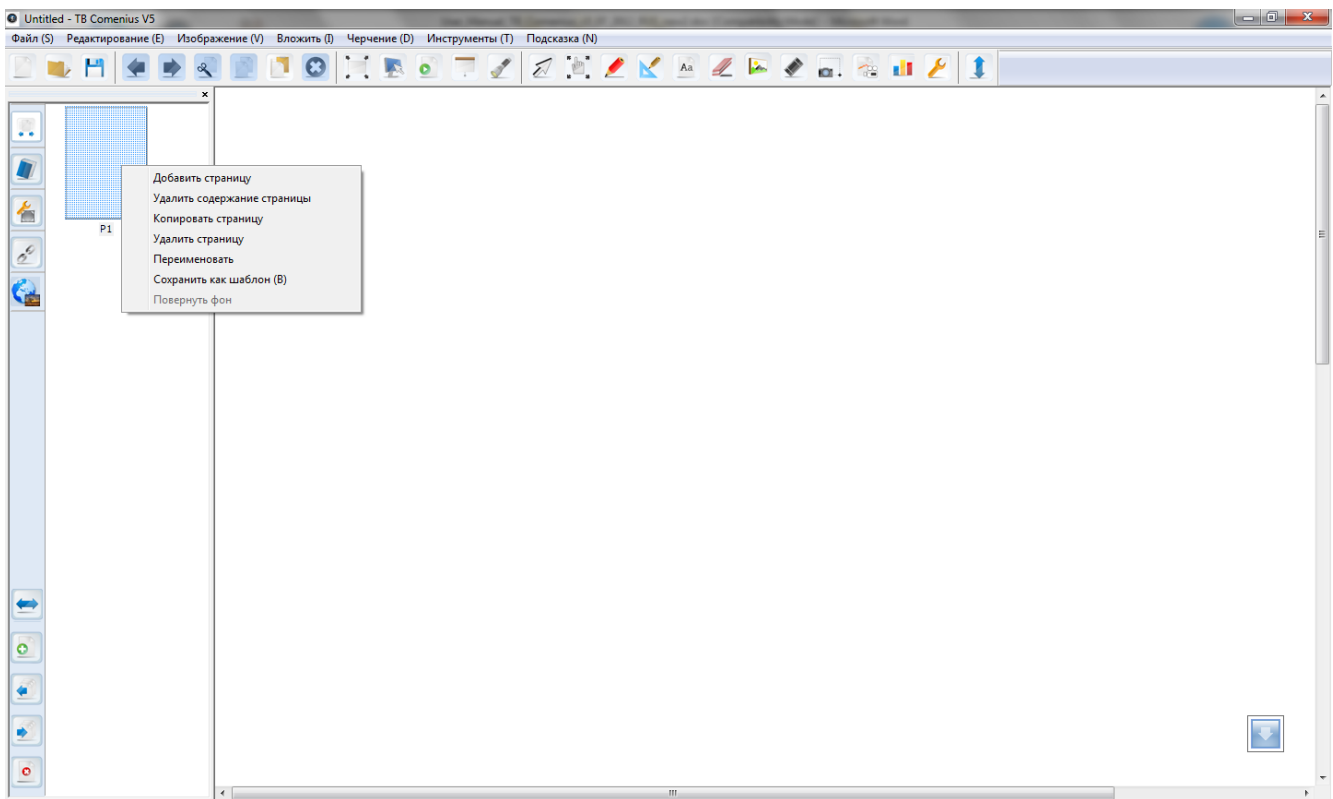 Untitled - TB Comenius V5
Файл (S) Редактирование (E) Изображение (V) Вложить (I) Черчение (D) Инструменты (T) Подсказка (N)
Aa
Добавить страницу
Удалить содержание страницы
Копировать страницу
P1
Удалить страницу
Переименовать
Сохранить как шаблон (B)
Повернуть фон